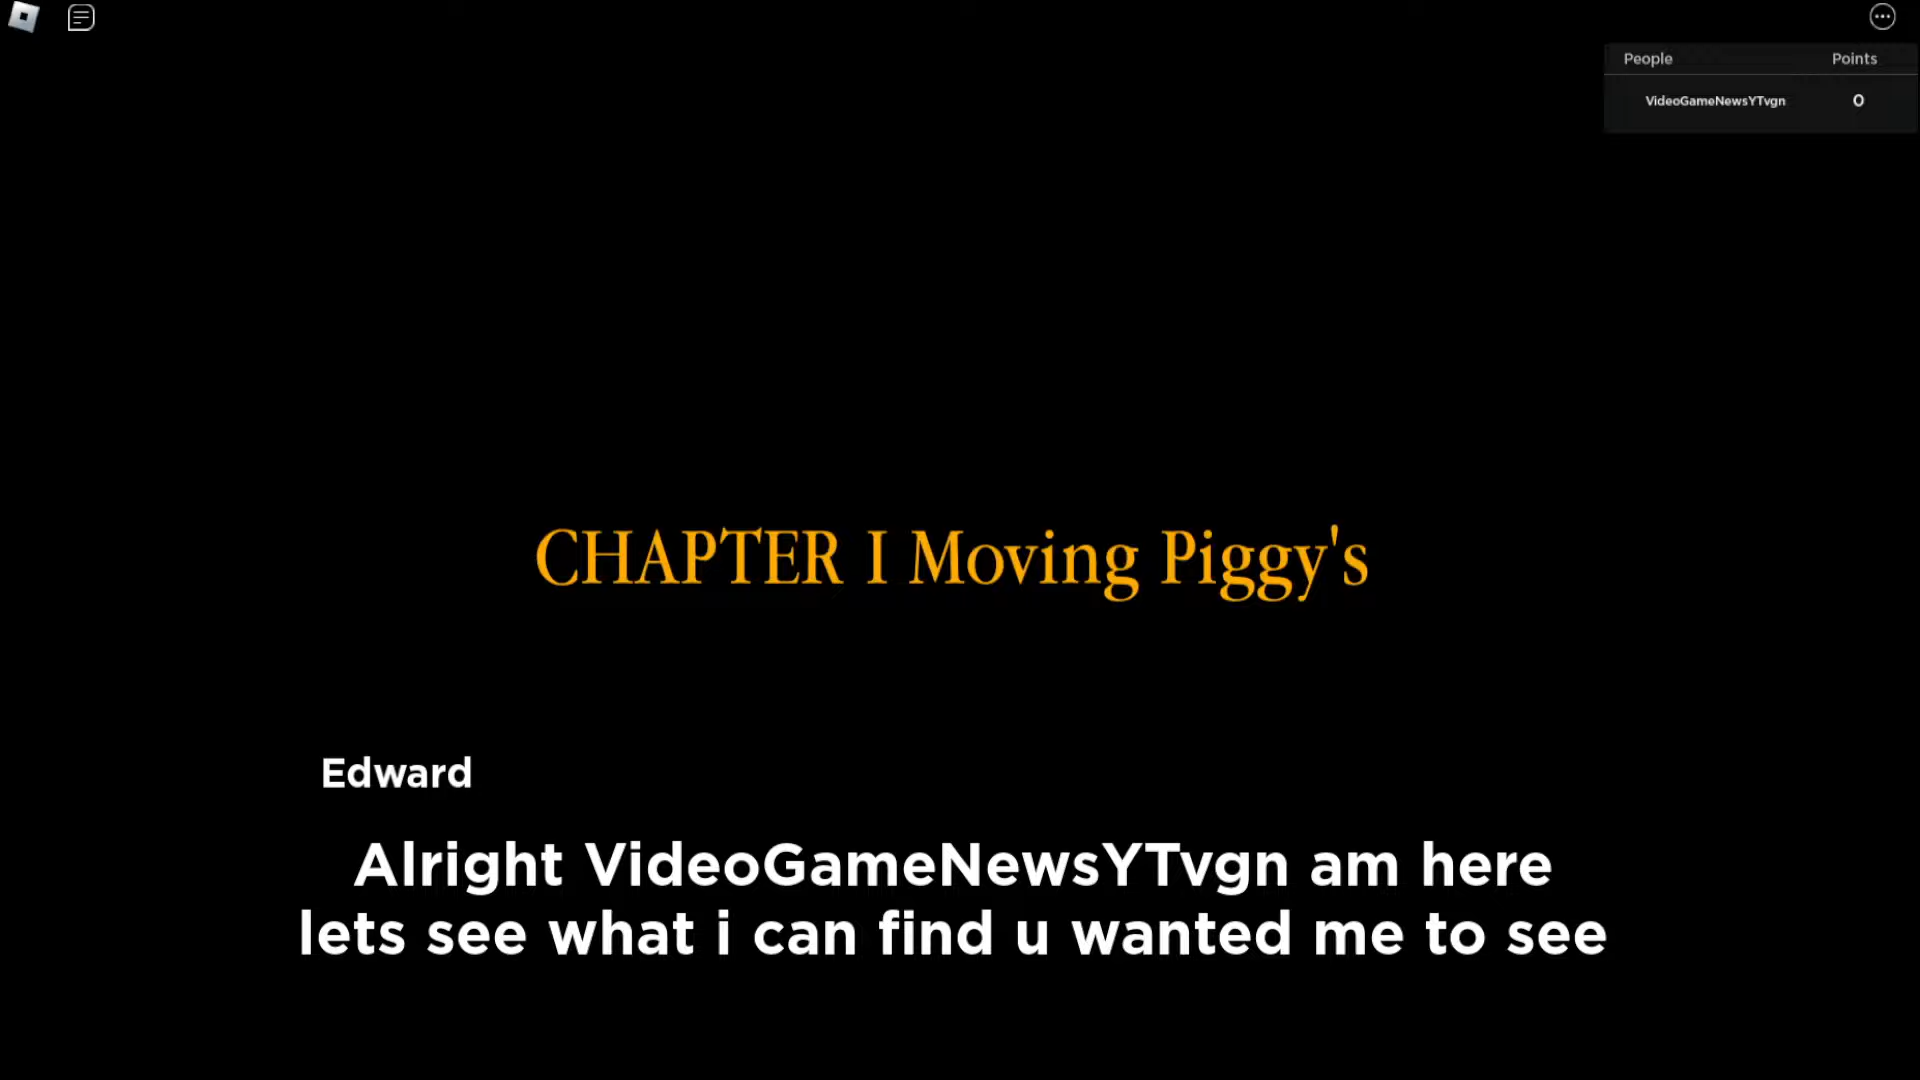 People Points
VideoGameNewsYTvgn 0
CHAPTER I Moving Piggy's
Edward
Alright VideoGameNewsYTvgn am here
lets see what i can find u wanted me to see